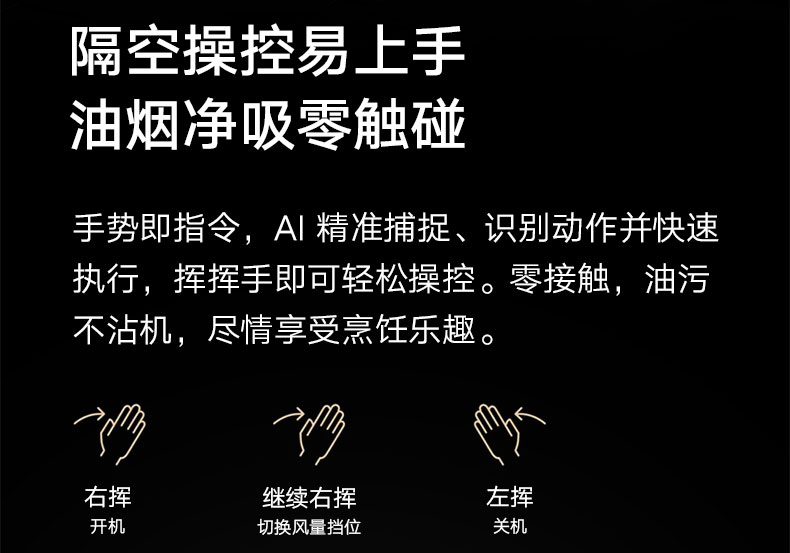 隔空操控易上手
油烟净吸零触碰
手势即指令，AI 精准捕捉、识别动作并快速
执行，挥挥手即可轻松操控。零接触，油污
不沾机，尽情享受烹饪乐趣。
右挥
开机
继续右挥
切换风量挡位
左挥
关机